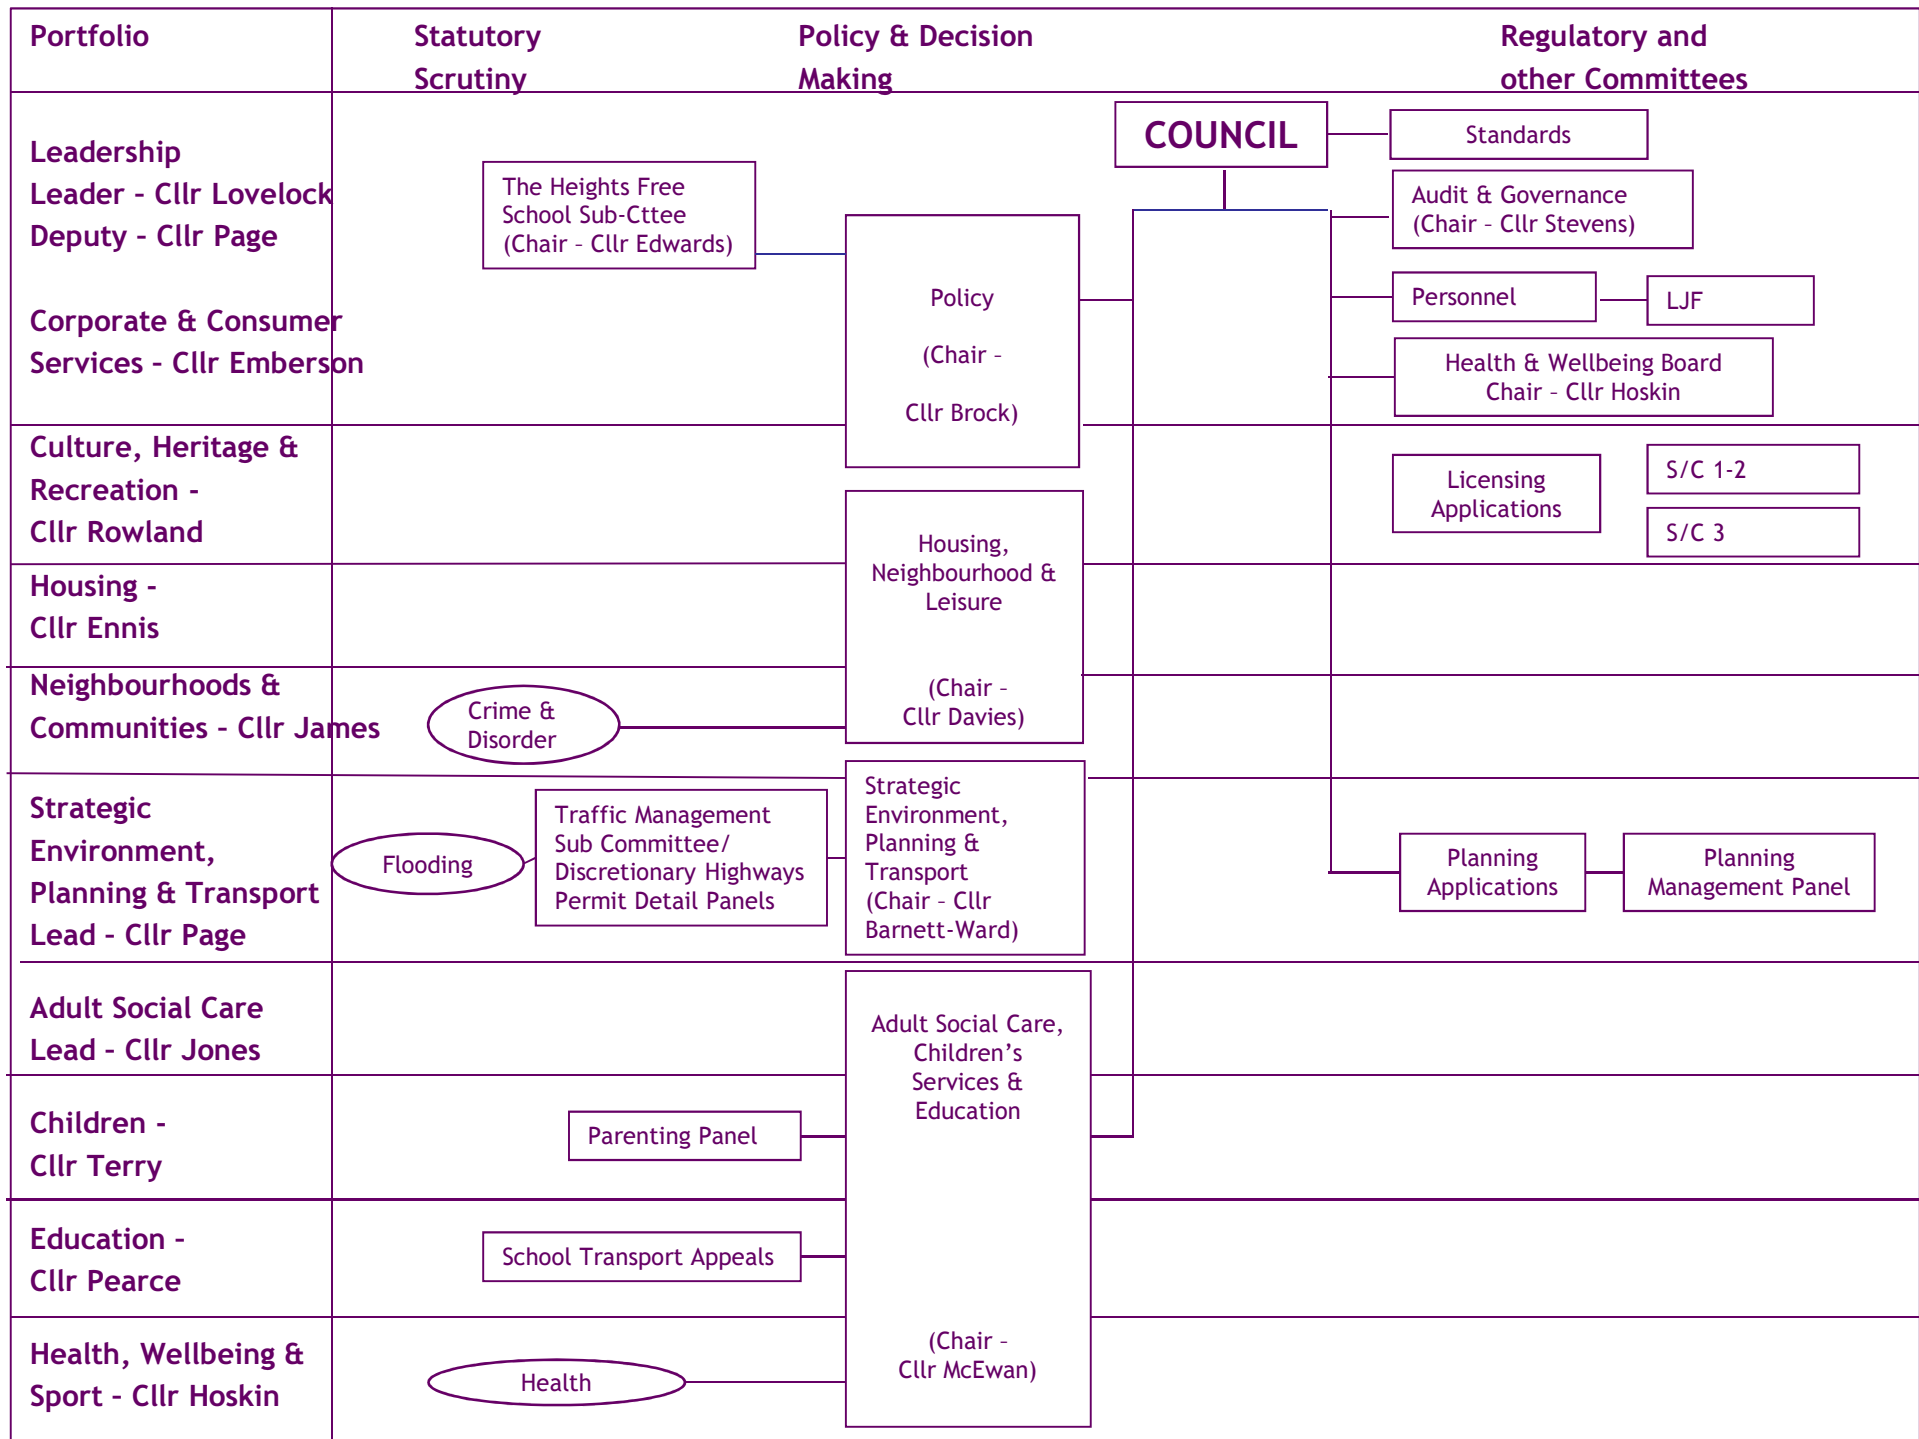 Portfolio
Statutory
Scrutiny
Policy & Decision
Making
Regulatory and
other Committees
Leadership
Leader – Cllr Lovelock
Deputy – Cllr Page
Corporate & Consumer
Services – Cllr Emberson
The Heights Free
School Sub-Cttee
(Chair – Cllr Edwards)
Policy
(Chair –
Cllr Brock)
COUNCIL
Standards
Audit & Governance
(Chair – Cllr Stevens)
Personnel
LJF
Health & Wellbeing Board
Chair – Cllr Hoskin
Culture, Heritage &
Recreation -
Cllr Rowland
Licensing
Applications
S/C 1-2
S/C 3
Housing -
Cllr Ennis
Housing,
Neighbourhood &
Leisure
(Chair –
Cllr Davies)
Neighbourhoods &
Communities – Cllr James
Crime &
Disorder
Strategic
Environment,
Planning & Transport
Lead – Cllr Page
Flooding
Traffic Management
Sub Committee/
Discretionary Highways
Permit Detail Panels
Strategic
Environment,
Planning &
Transport
(Chair – Cllr
Barnett-Ward)
Planning
Applications
Planning
Management Panel
Adult Social Care
Lead – Cllr Jones
Adult Social Care,
Children’s
Services &
Education
(Chair –
Cllr McEwan)
Children -
Cllr Terry
Parenting Panel
Education –
Cllr Pearce
School Transport Appeals
Health, Wellbeing &
Sport – Cllr Hoskin
Health